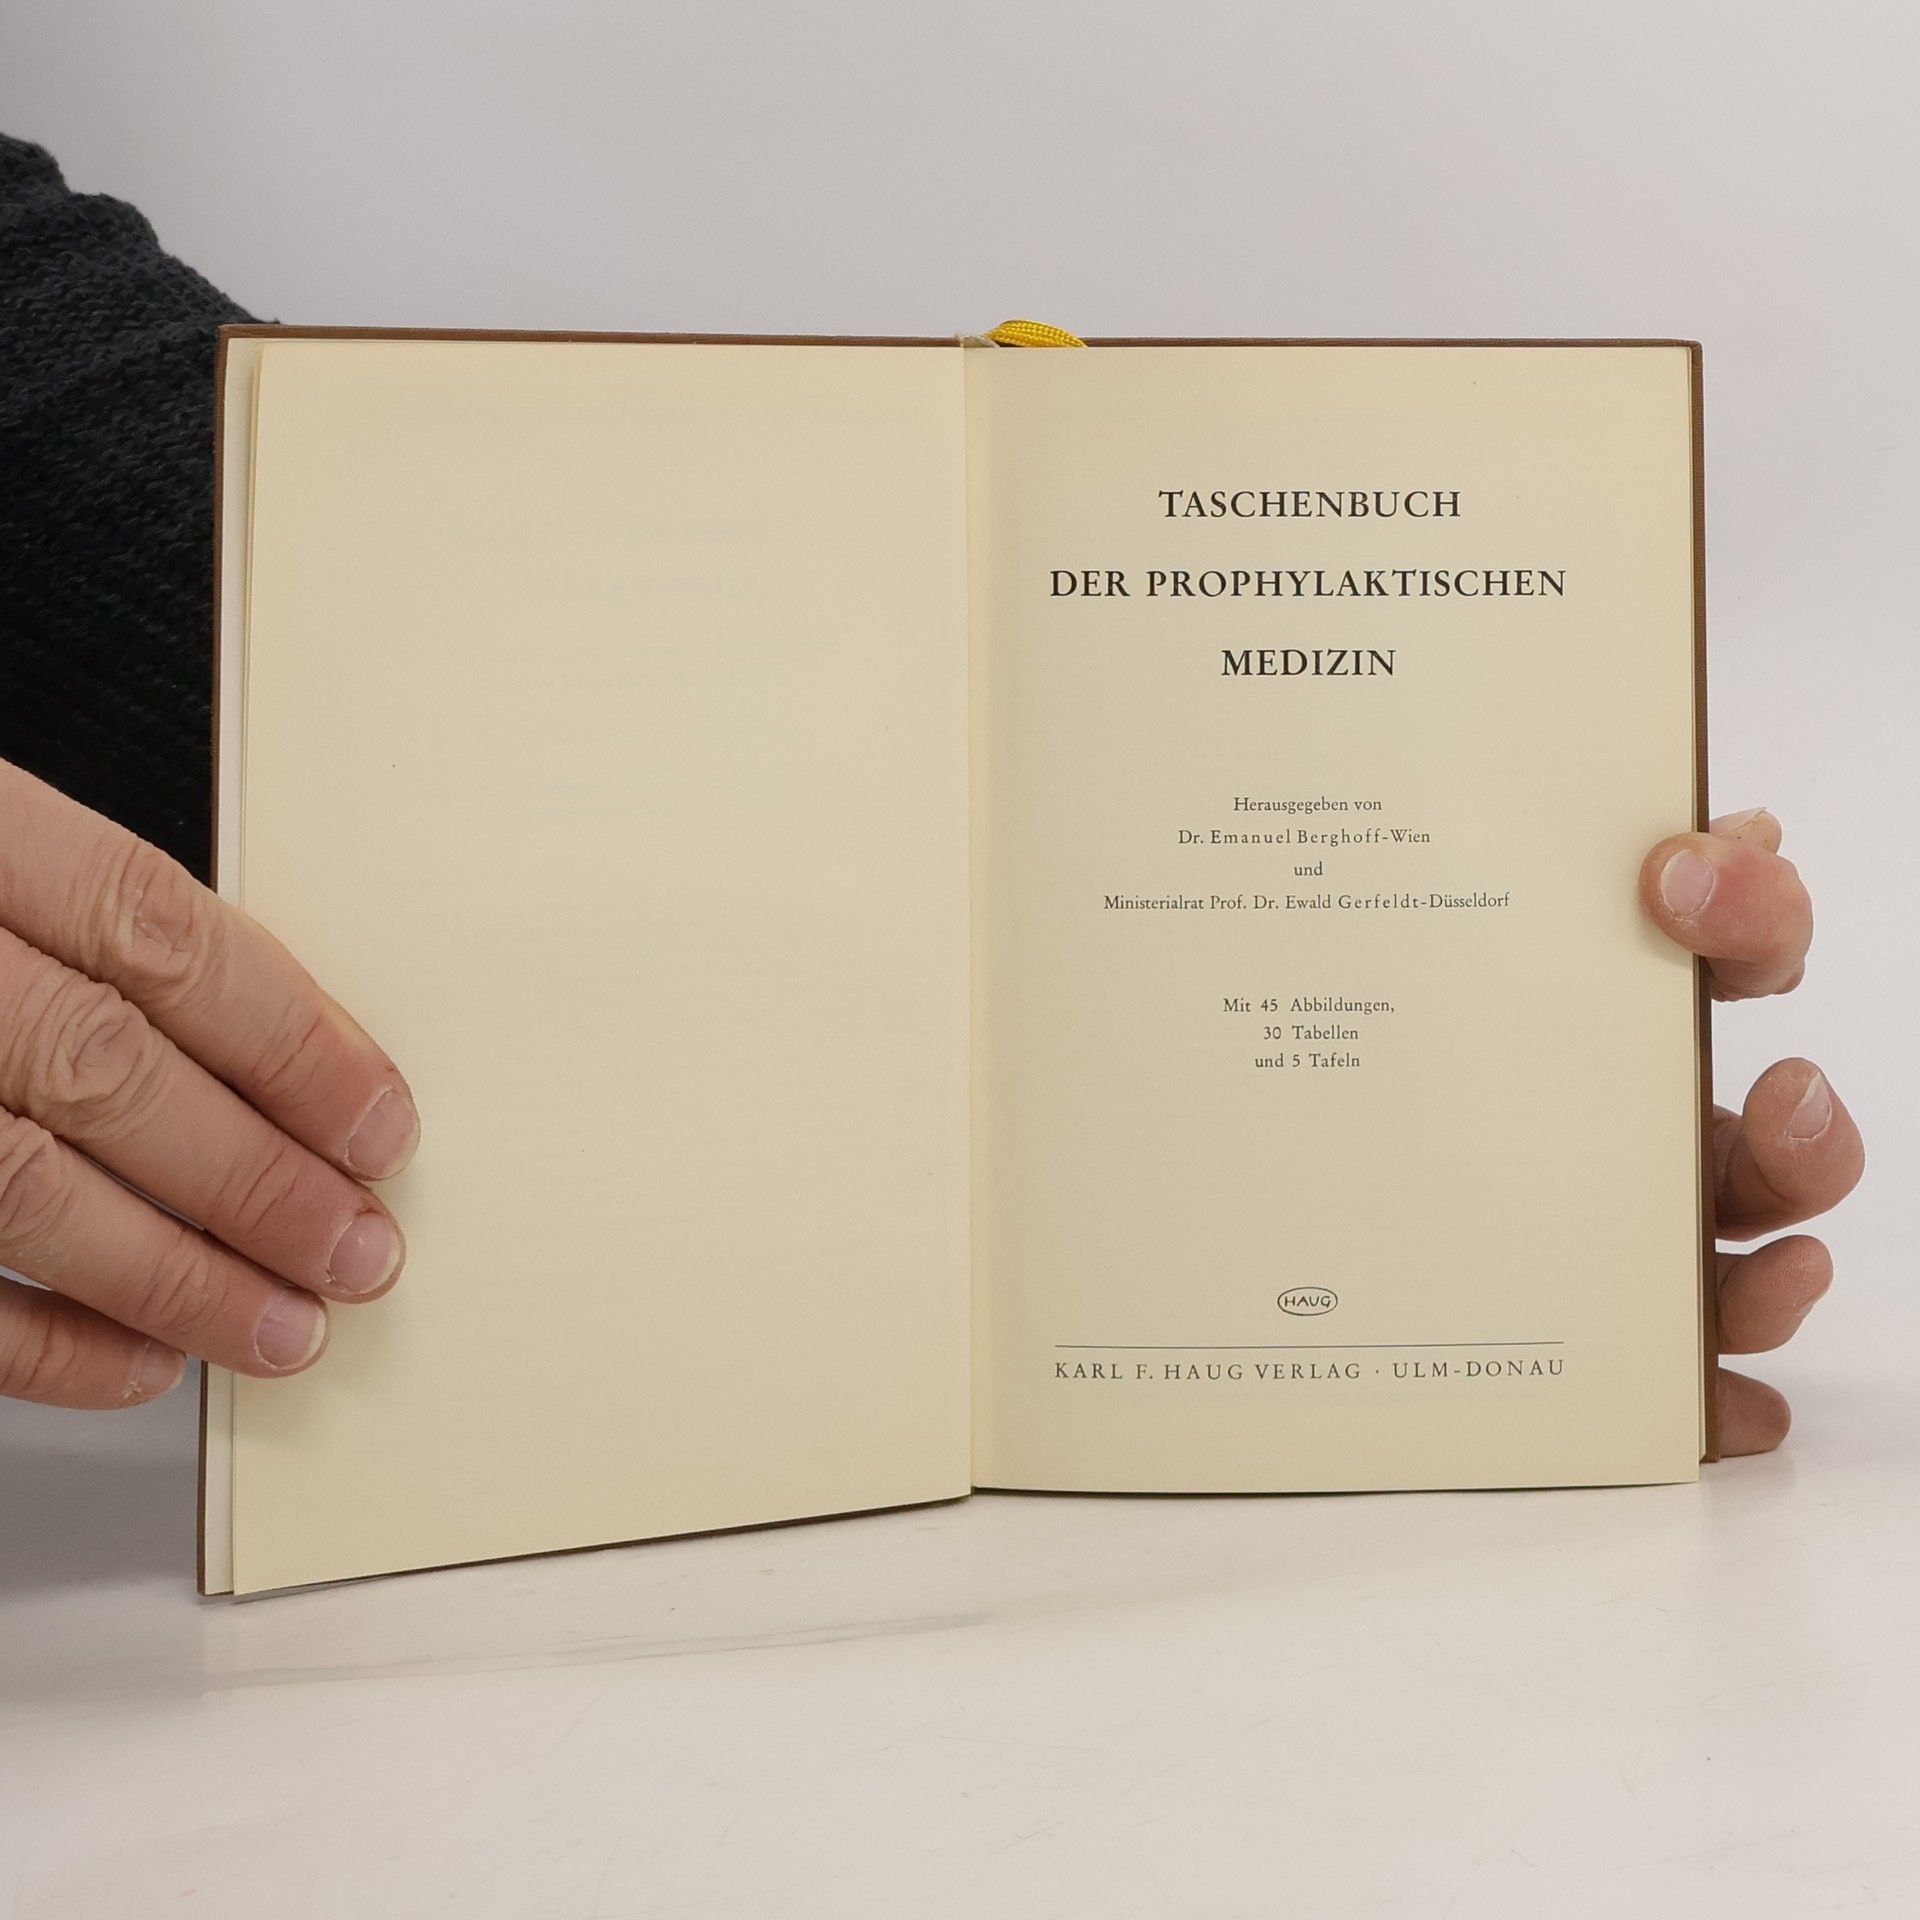 TASCHENBUCH
DER PROPHYLAKTISCHEN
MEDIZIN
Herausgegeben von
Dr. Emanuel Berghoff-Wien
und
Ministerialrat Prof. Dr. Ewald Gerfeldt-Düsseldorf
Mit 45 Abbildungen,
30 Tabellen
und 5 Tafeln
HAUG
KARL F. HAUG VERLAG · ULM-DONAU